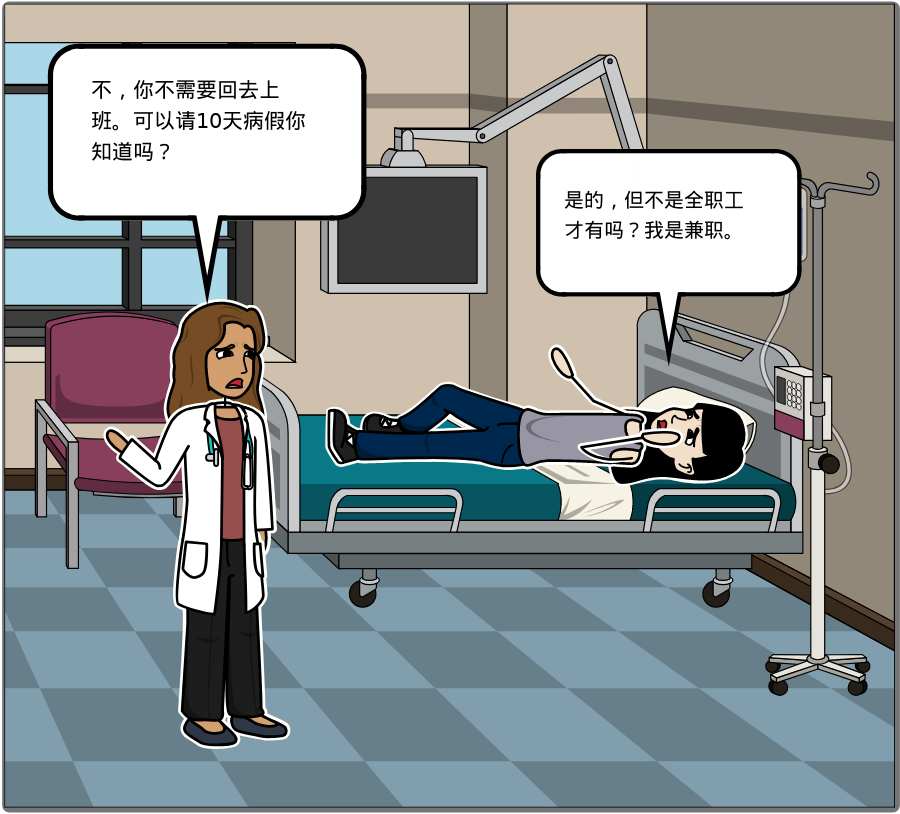 不，你不需要回去上
班。可以请10天病假你
知道吗？
是的，但不是全职工
才有吗？我是兼职。